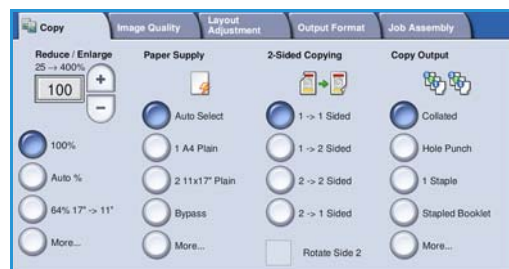 Copy
Image Quality
Layout
Adjustment
Output Format
Job Assembly
Reduce / Enlarge
25 → 400%
100
+
−
100%
Auto %
64% 17" -> 11"
More...
Paper Supply
Auto Select
1 A4 Plain
2 11x17" Plain
Bypass
More...
2-Sided Copying
1 -> 1 Sided
1 -> 2 Sided
2 -> 2 Sided
2 -> 1 Sided
Rotate Side 2
Copy Output
Collated
Hole Punch
1 Staple
Stapled Booklet
More...